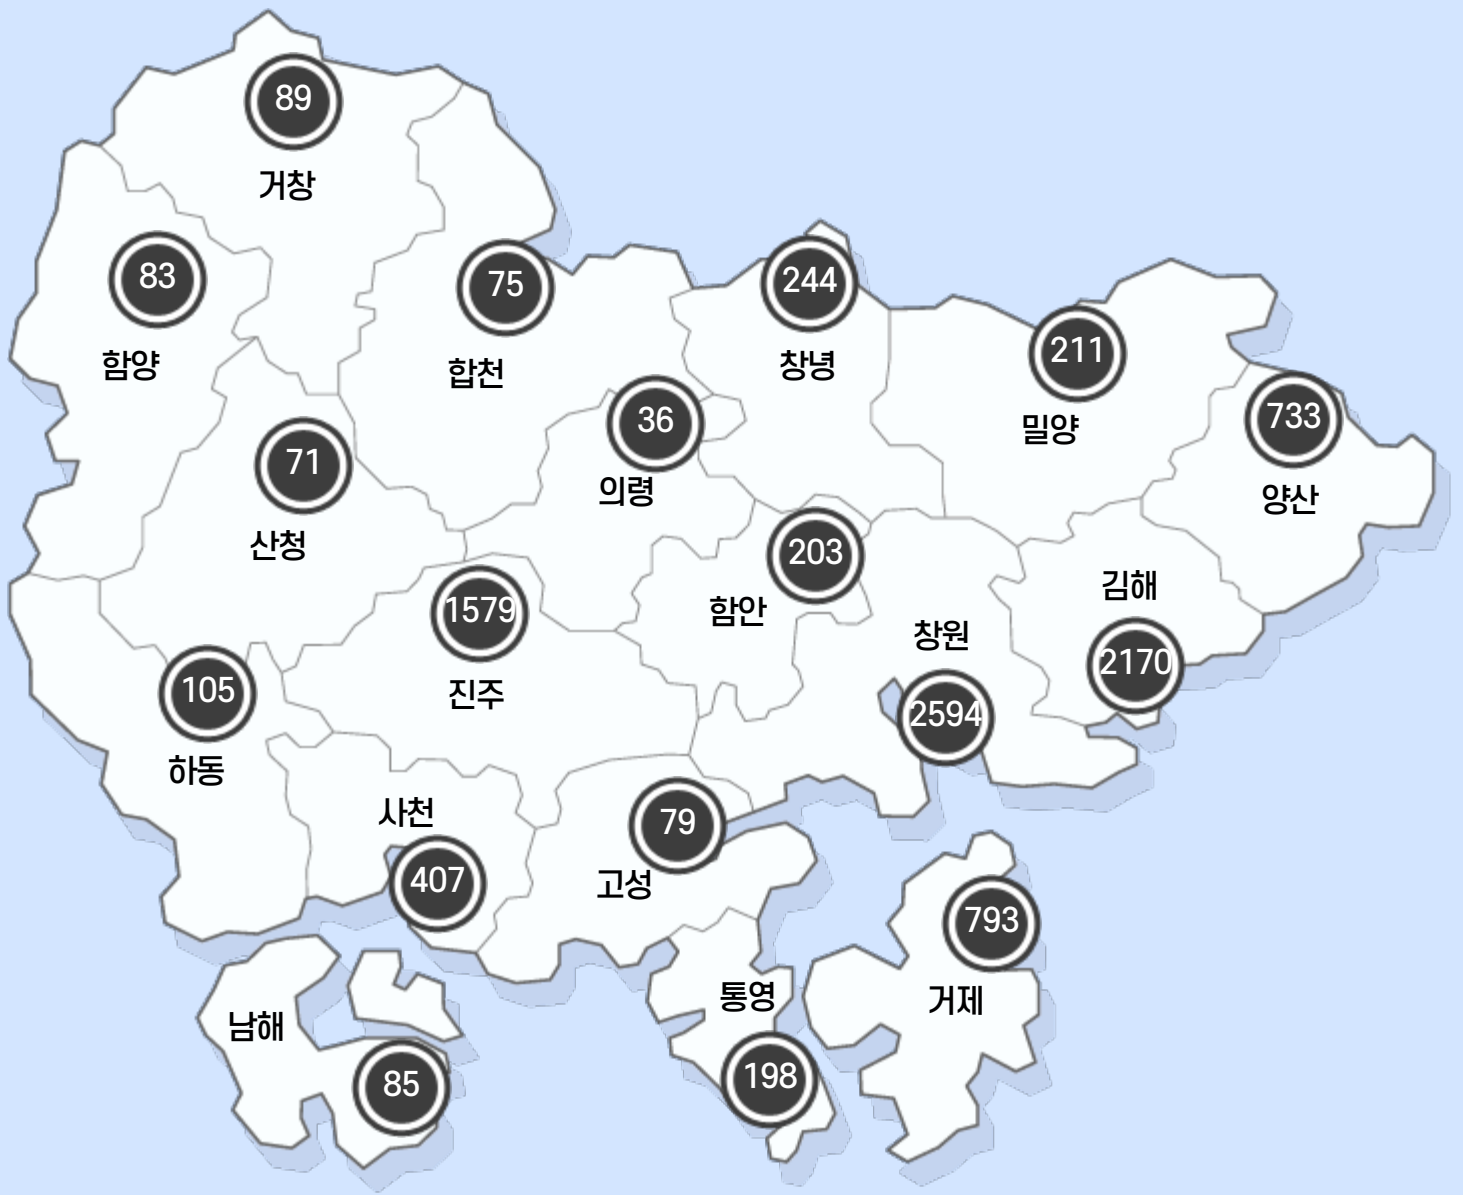 89
거창
83
함양
75
합천
244
창녕
211
밀양
733
양산
36
의령
71
산청
203
함안
김해
2170
1579
진주
창원
2594
105
하동
사천
407
79
고성
793
거제
통영
198
남해
85